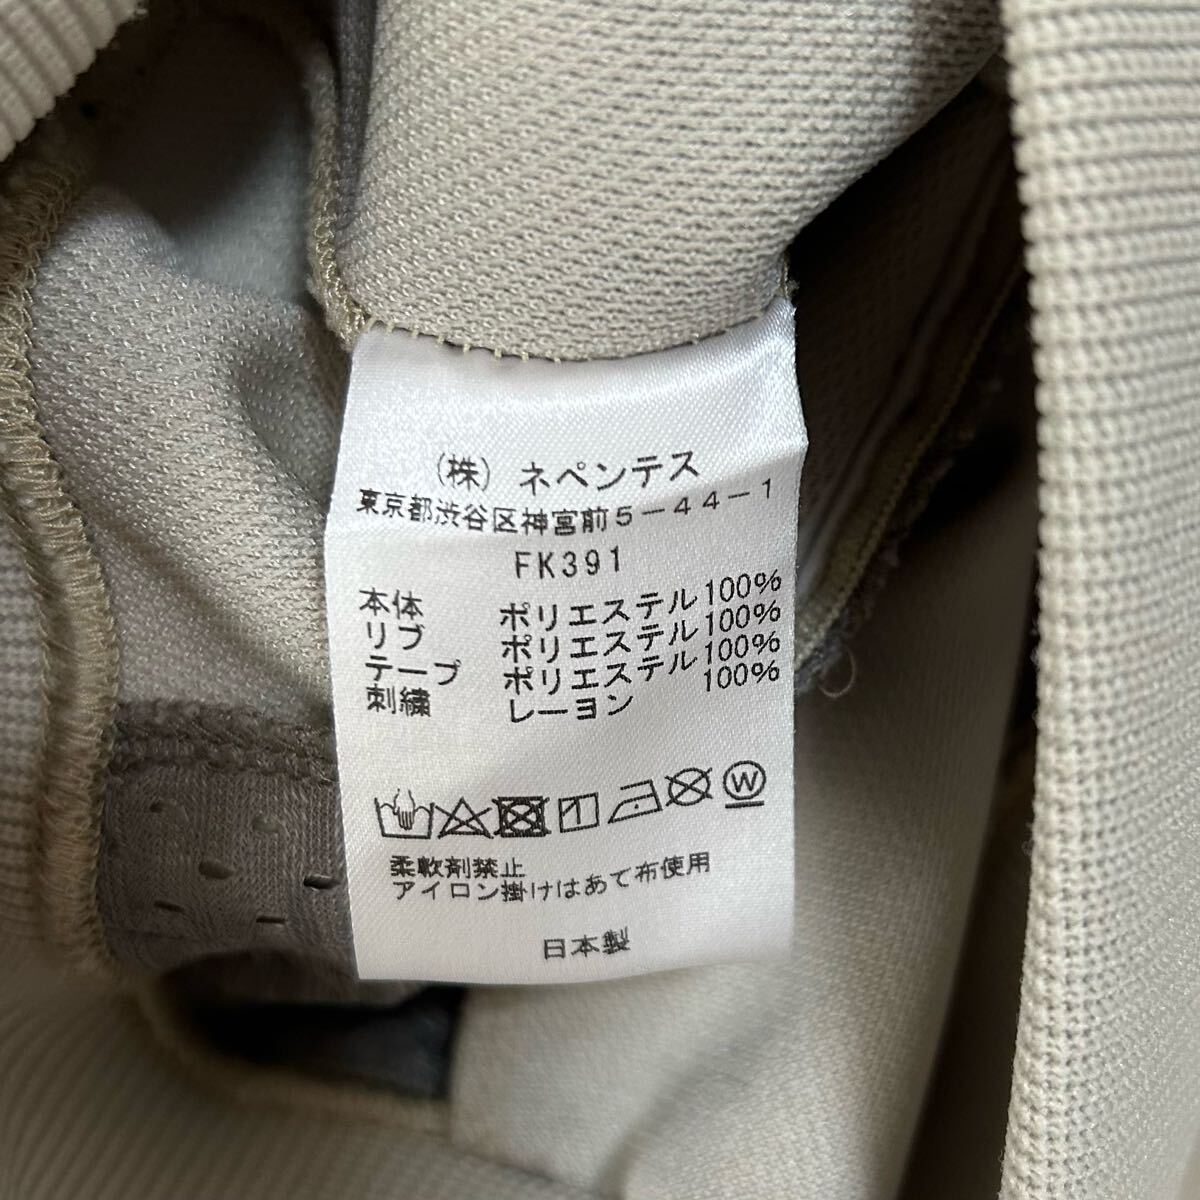 (株) ネペンテス
東京都渋谷区神宮前5-44-1
FK391
本体 ポリエステル100%
リブ ポリエステル100%
テープ ポリエステル100%
刺繍 レーヨン 100%
W
柔軟剤禁止
アイロン掛けはあて布使用
日本製